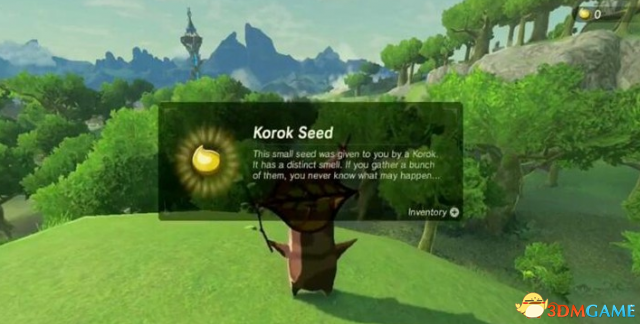 0
Korok Seed
This small seed was given to you by a Korok.
It has a distinct smell. If you gather a bunch
of them, you never know what may happen...
Inventory
3DMGAME